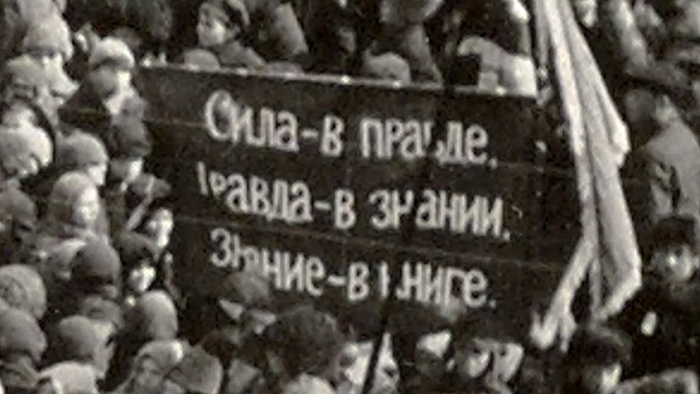 Сила-в правде.
Правда-в знании.
Знание-в книге.